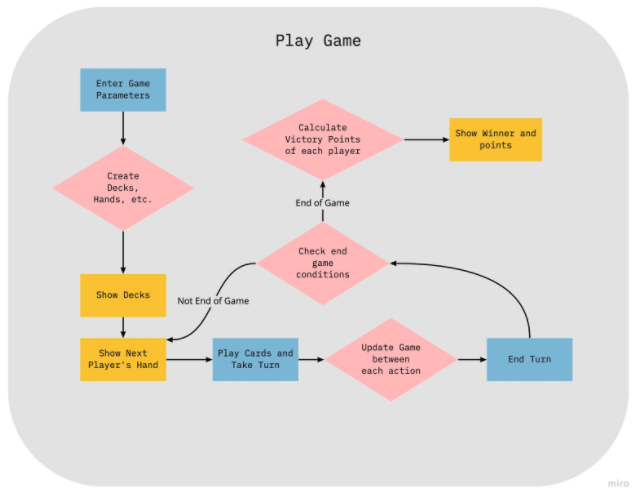 Play Game
Enter Game
Parameters
Calculate
Victory Points
of each player
Show Winner and
points
Create
Decks,
Hands, etc.
End of Game
Check end
game
conditions
Show Decks
Not End of Game
Show Next
Player's Hand
Play Cards and
Take Turn
Update Game
between
each action
End Turn
miro